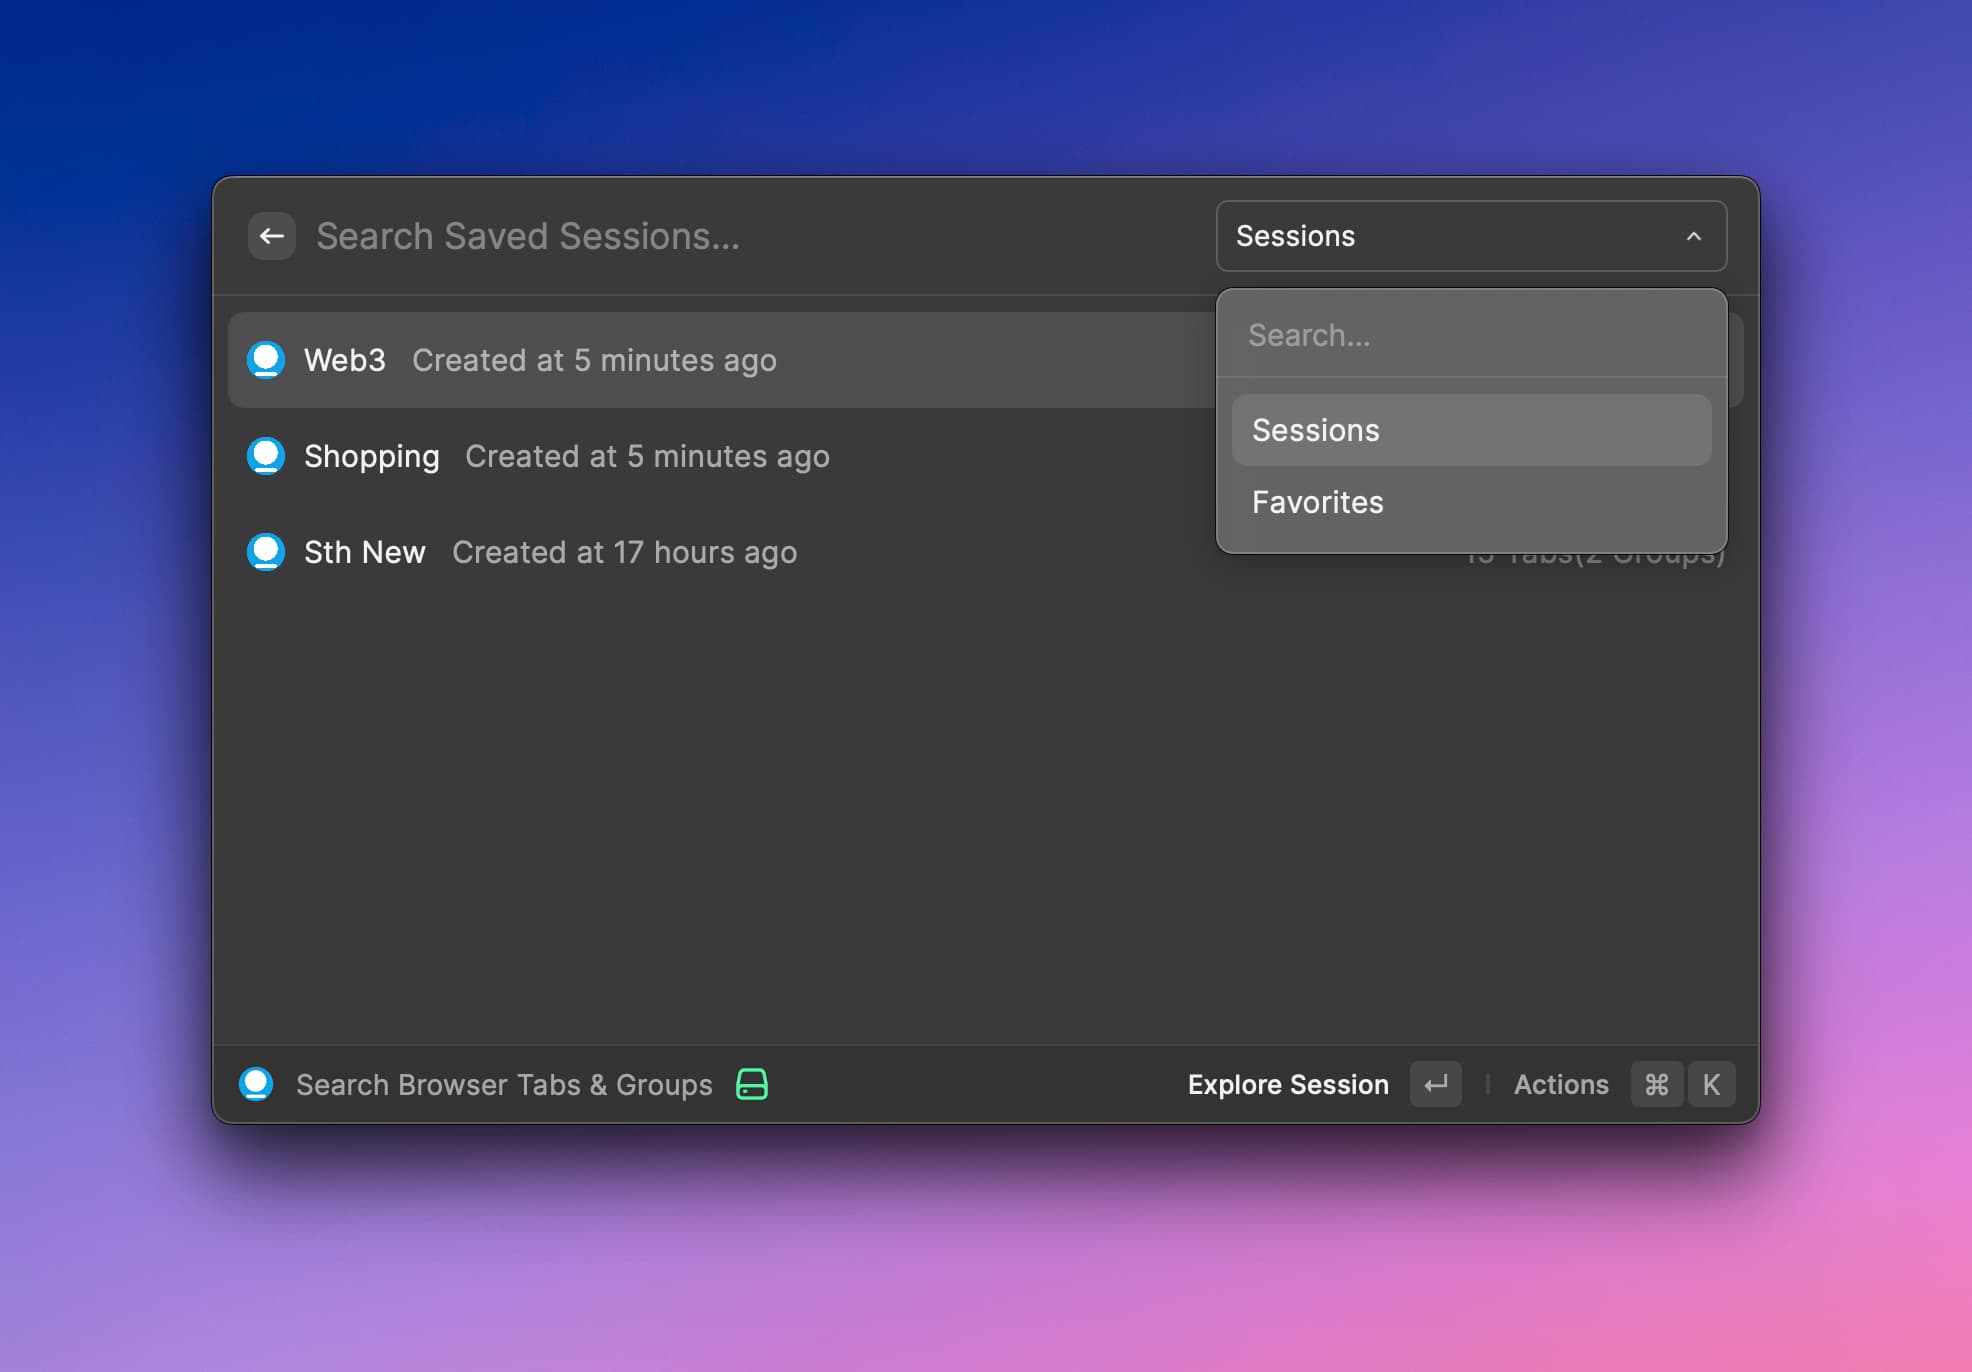 Search Saved Sessions...
Sessions
Search...
Sessions
Favorites
Web3 Created at 5 minutes ago
Shopping Created at 5 minutes ago
Sth New Created at 17 hours ago
Tabs(2 Groups)
Search Browser Tabs & Groups
Explore Session
Actions ⌘ K